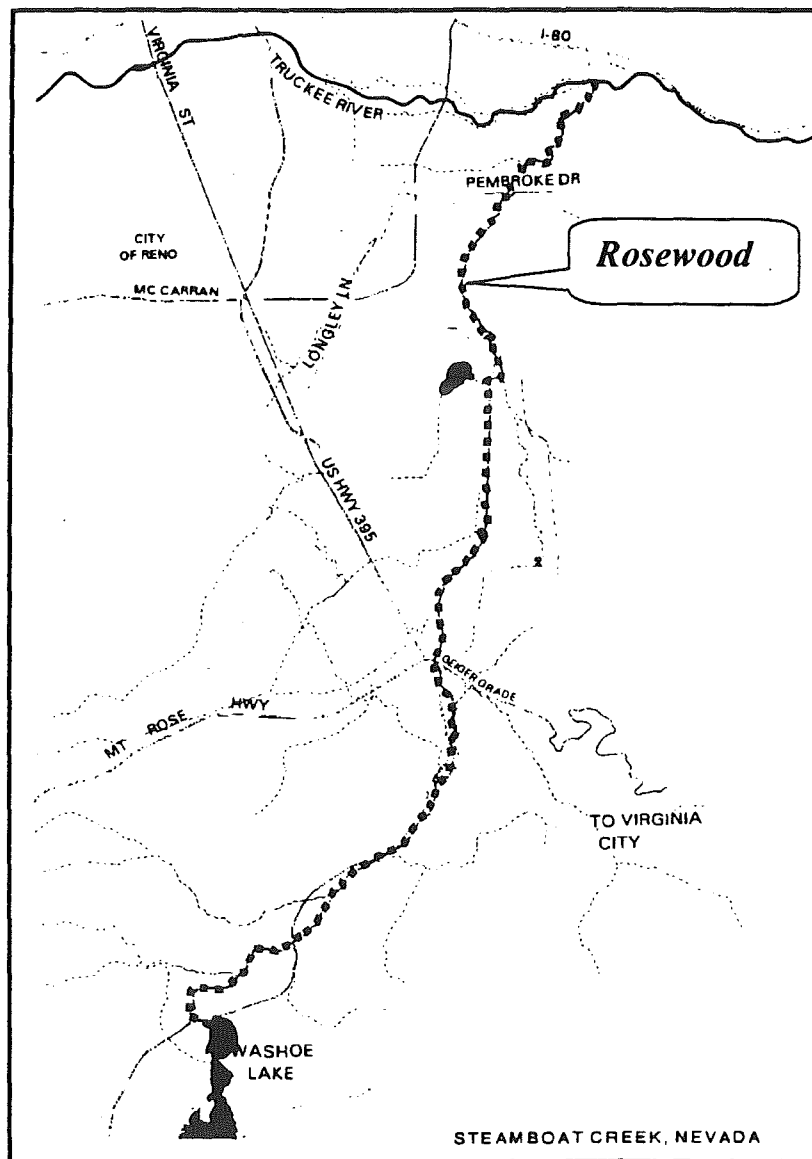 I-80
VIRGINIA ST
TRUCKEE RIVER
PEMBROKE DR
CITY
OF RENO
Rosewood
MC CARRAN
LONGLEY LN
US HWY 395
GEIGER GRADE
MT ROSE HWY
TO VIRGINIA
CITY
WASHOE
LAKE
STEAMBOAT CREEK, NEVADA